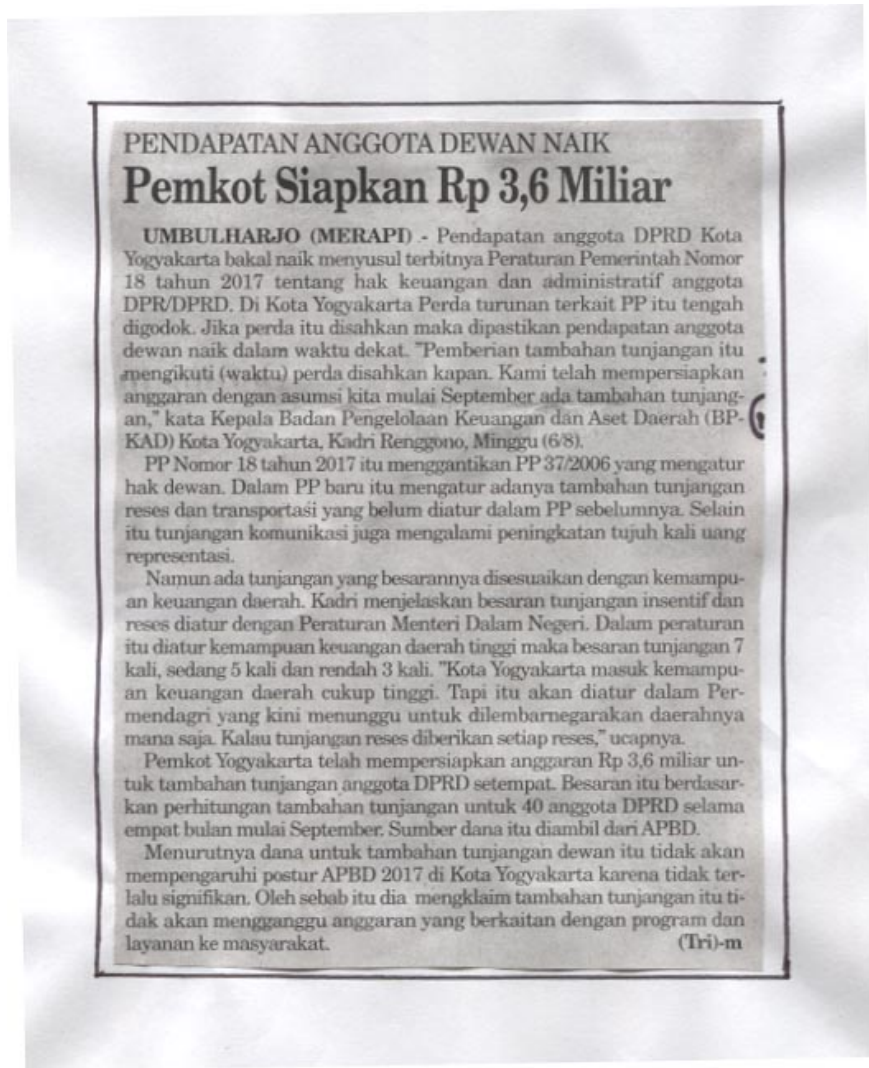 PENDAPATAN ANGGOTA DEWAN NAIK
Pemkot Siapkan Rp 3,6 Miliar
UMBULHARJO (MERAPI) - Pendapatan anggota DPRD Kota
Yogyakarta bakal naik menyusul terbitnya Peraturan Pemerintah Nomor
18 tahun 2017 tentang hak keuangan dan administratif anggota
DPR/DPRD. Di Kota Yogyakarta Perda turunan terkait PP itu tengah
digodok. Jika perda itu disahkan maka dipastikan pendapatan anggota
dewan naik dalam waktu dekat. "Pemberian tambahan tunjangan itu
mengikuti (waktu) perda disahkan kapan. Kami telah mempersiapkan
anggaran dengan asumsi kita mulai September ada tambahan tunjang-
an," kata Kepala Badan Pengelolaan Keuangan dan Aset Daerah (BP-
KAD) Kota Yogyakarta, Kadri Renggono, Minggu (6/8).
PP Nomor 18 tahun 2017 itu menggantikan PP 37/2006 yang mengatur
hak dewan. Dalam PP baru itu mengatur adanya tambahan tunjangan
reses dan transportasi yang belum diatur dalam PP sebelumnya. Selain
itu tunjangan komunikasi juga mengalami peningkatan tujuh kali uang
representasi.
Namun ada tunjangan yang besarannya disesuaikan dengan kemampu-
an keuangan daerah. Kadri menjelaskan besaran tunjangan insentif dan
reses diatur dengan Peraturan Menteri Dalam Negeri. Dalam peraturan
itu diatur kemampuan keuangan daerah tinggi maka besaran tunjangan 7
kali, sedang 5 kali dan rendah 3 kali. "Kota Yogyakarta masuk kemampu-
an keuangan daerah cukup tinggi. Tapi itu akan diatur dalam Per-
mendagri yang kini menunggu untuk dilembarnegarakan daerahnya
mana saja. Kalau tunjangan reses diberikan setiap reses," ucapnya.
Pemkot Yogyakarta telah mempersiapkan anggaran Rp 3,6 miliar un-
tuk tambahan tunjangan anggota DPRD setempat. Besaran itu berdasar-
kan perhitungan tambahan tunjangan untuk 40 anggota DPRD selama
empat bulan mulai September. Sumber dana itu diambil dari APBD.
Menurutnya dana untuk tambahan tunjangan dewan itu tidak akan
mempengaruhi postur APBD 2017 di Kota Yogyakarta karena tidak ter-
lalu signifikan. Oleh sebab itu dia mengklaim tambahan tunjangan itu ti-
dak akan mengganggu anggaran yang berkaitan dengan program dan
layanan ke masyarakat. (Tri)-m